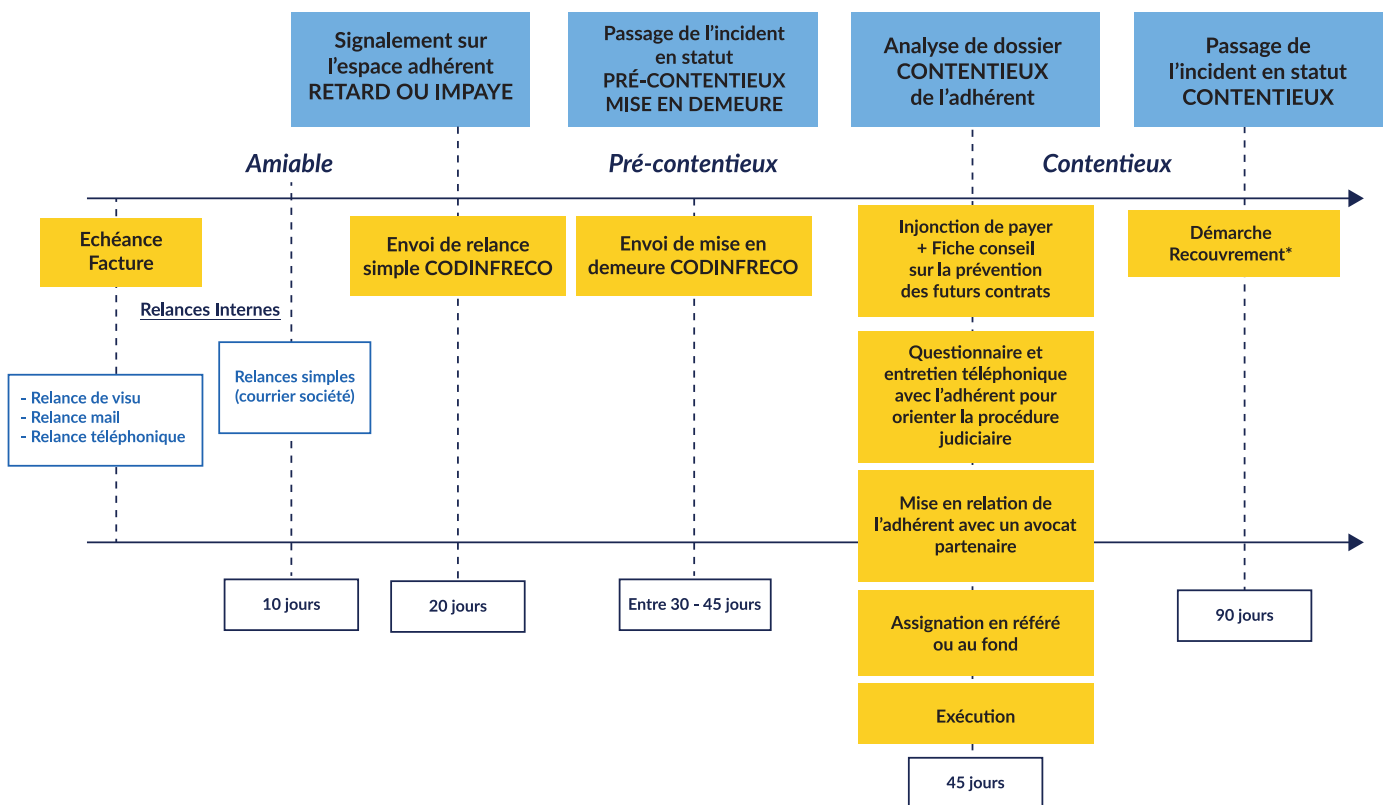 Signalement sur
l'espace adhérent
RETARD OU IMPAYE
Passage de l'incident
en statut
PRÉ-CONTENTIEUX
MISE EN DEMEURE
Analyse de dossier
CONTENTIEUX
de l'adhérent
Passage de
l'incident en statut
CONTENTIEUX
Amiable
Pré-contentieux
Contentieux
Echéance
Facture
Envoi de relance
simple CODINFRECO
Envoi de mise en
demeure CODINFRECO
Injonction de payer
+ Fiche conseil
sur la prévention
des futurs contrats
Démarche
Recouvrement*
Relances Internes
- Relance de visu
- Relance mail
- Relance téléphonique
Relances simples
(courrier société)
Questionnaire et
entretien téléphonique
avec l'adhérent pour
orienter la procédure
judiciaire
Mise en relation de
l'adhérent avec un avocat
partenaire
10 jours
20 jours
Entre 30 - 45 jours
90 jours
Assignation en référé
ou au fond
Exécution
45 jours